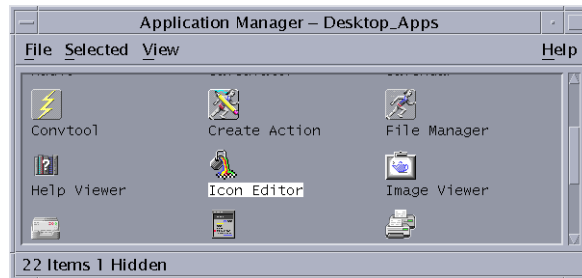 Application Manager – Desktop_Apps
File Selected View Help
Convtool Create Action File Manager
Help Viewer Icon Editor Image Viewer
22 Items 1 Hidden